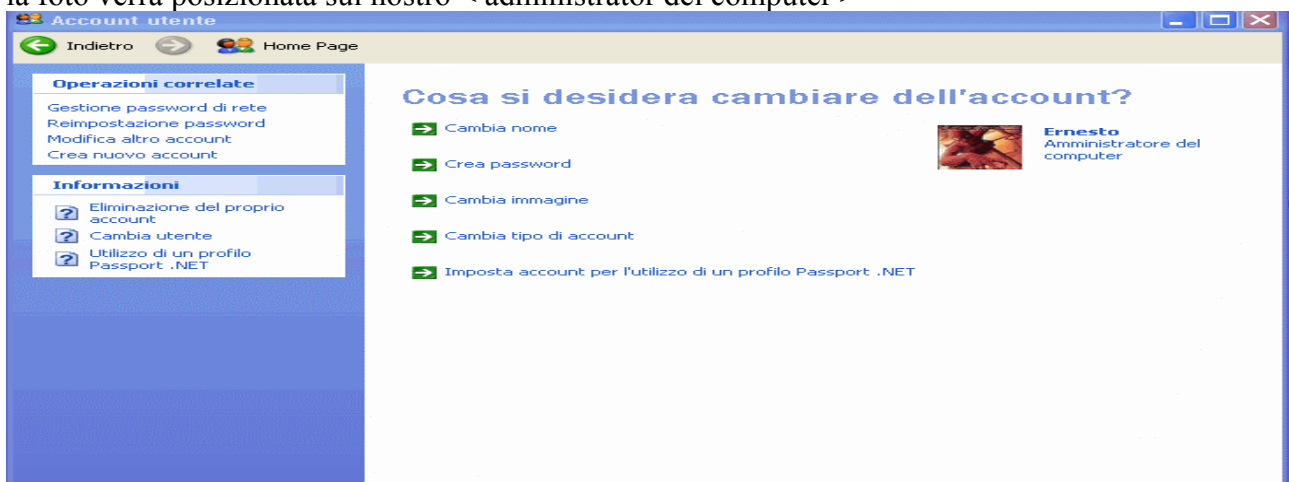 la foto verrà posizionata sul nostro <administrator del computer>
Account utente
Indietro
Home Page
Operazioni correlate
Gestione password di rete
Reimpostazione password
Modifica altro account
Crea nuovo account
Informazioni
Eliminazione del proprio
account
Cambia utente
Utilizzo di un profilo
Passport .NET
Cosa si desidera cambiare dell'account?
Cambia nome
Crea password
Cambia immagine
Cambia tipo di account
Imposta account per l'utilizzo di un profilo Passport .NET
Ernesto
Amministratore del
computer